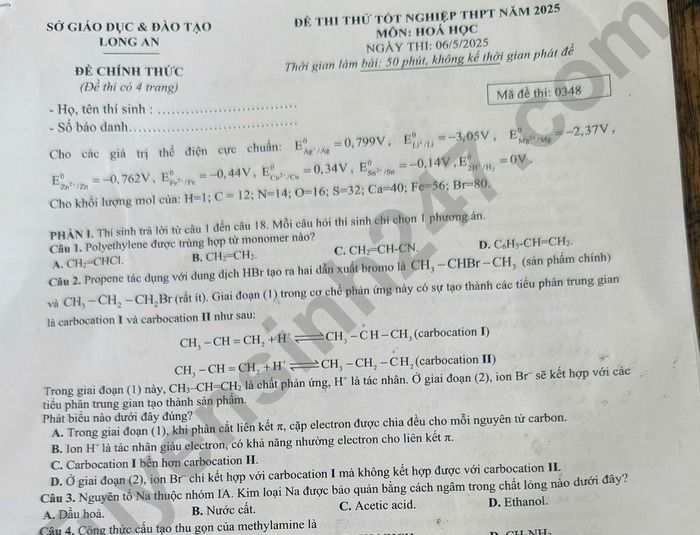 SỞ GIÁO DỤC & ĐÀO TẠO
LONG AN
ĐỀ CHÍNH THỨC
(Đề thi có 4 trang)
ĐỀ THI THỬ TỐT NGHIỆP THPT NĂM 2025
MÔN: HOÁ HỌC
NGÀY THI: 06/5/2025
Thời gian làm bài: 50 phút, không kể thời gian phát đề
- Họ, tên thí sinh :
- Số báo danh
Mã đề thi: 0348
Cho các giá trị thế điện cực chuẩn: E⁰Ag⁺/Ag = 0,799V, E⁰Li⁺/Li = -3,05V, E⁰Mg²⁺/Mg = -2,37V,
E⁰Zn²⁺/Zn = -0,762V, E⁰Fe²⁺/Fe = -0,44V, E⁰Cu²⁺/Cu = 0,34V, E⁰Sn²⁺/Sn = -0,14V, E⁰2H⁺/H₂ = 0V.
Cho khối lượng mol của: H=1; C = 12; N=14; O=16; S=32; Ca=40; Fe=56; Br=80.
PHẦN I. Thí sinh trả lời từ câu 1 đến câu 18. Mỗi câu hỏi thí sinh chỉ chọn 1 phương án.
Câu 1. Polyethylene được trùng hợp từ monomer nào?
A. CH₂=CHCl. B. CH₂=CH₂. C. CH₂=CH-CN. D. C₆H₅-CH=CH₂.
Câu 2. Propene tác dụng với dung dịch HBr tạo ra hai dẫn xuất bromo là CH₃ – CHBr – CH₃ (sản phẩm chính)
và CH₃ – CH₂ – CH₂Br (rất ít). Giai đoạn (1) trong cơ chế phản ứng này có sự tạo thành các tiểu phân trung gian
là carbocation I và carbocation II như sau:
CH₃ – CH = CH₂ + H⁺ ⇌ CH₃ – C⁺H – CH₃ (carbocation I)
CH₃ – CH = CH₂ + H⁺ ⇌ CH₃ – CH₂ – C⁺H₂ (carbocation II)
Trong giai đoạn (1) này, CH₃–CH=CH₂ là chất phản ứng, H⁺ là tác nhân. Ở giai đoạn (2), ion Br⁻ sẽ kết hợp với các
tiểu phân trung gian tạo thành sản phẩm.
Phát biểu nào dưới đây đúng?
A. Trong giai đoạn (1), khi phân cắt liên kết π, cặp electron được chia đều cho mỗi nguyên tử carbon.
B. Ion H⁺ là tác nhân giàu electron, có khả năng nhường electron cho liên kết π.
C. Carbocation I bền hơn carbocation II.
D. Ở giai đoạn (2), ion Br⁻ chỉ kết hợp với carbocation I mà không kết hợp được với carbocation II.
Câu 3. Nguyên tố Na thuộc nhóm IA. Kim loại Na được bảo quản bằng cách ngâm trong chất lỏng nào dưới đây?
A. Dầu hoả. B. Nước cất. C. Acetic acid. D. Ethanol.
Câu 4. Công thức cấu tạo thu gọn của methylamine là
D. CH₃NH₂
Tuyensinh247.com